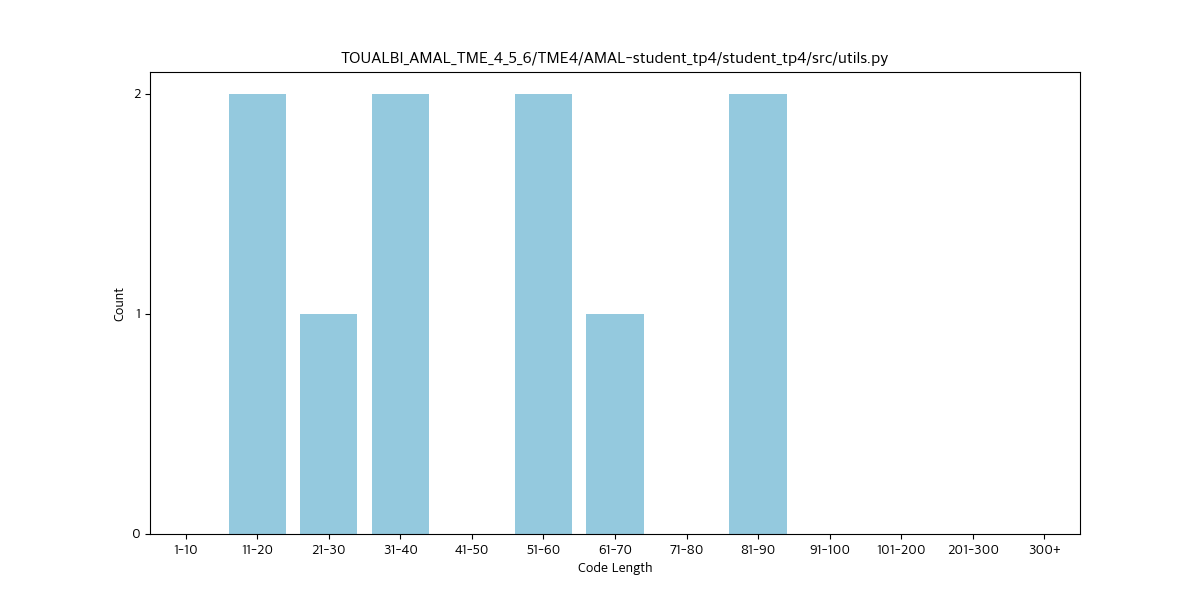 TOUALBI_AMAL_TME_4_5_6/TME4/AMAL-student_tp4/student_tp4/src/utils.py
2
1
0
Count
1-10 11-20 21-30 31-40 41-50 51-60 61-70 71-80 81-90 91-100 101-200 201-300 300+
Code Length